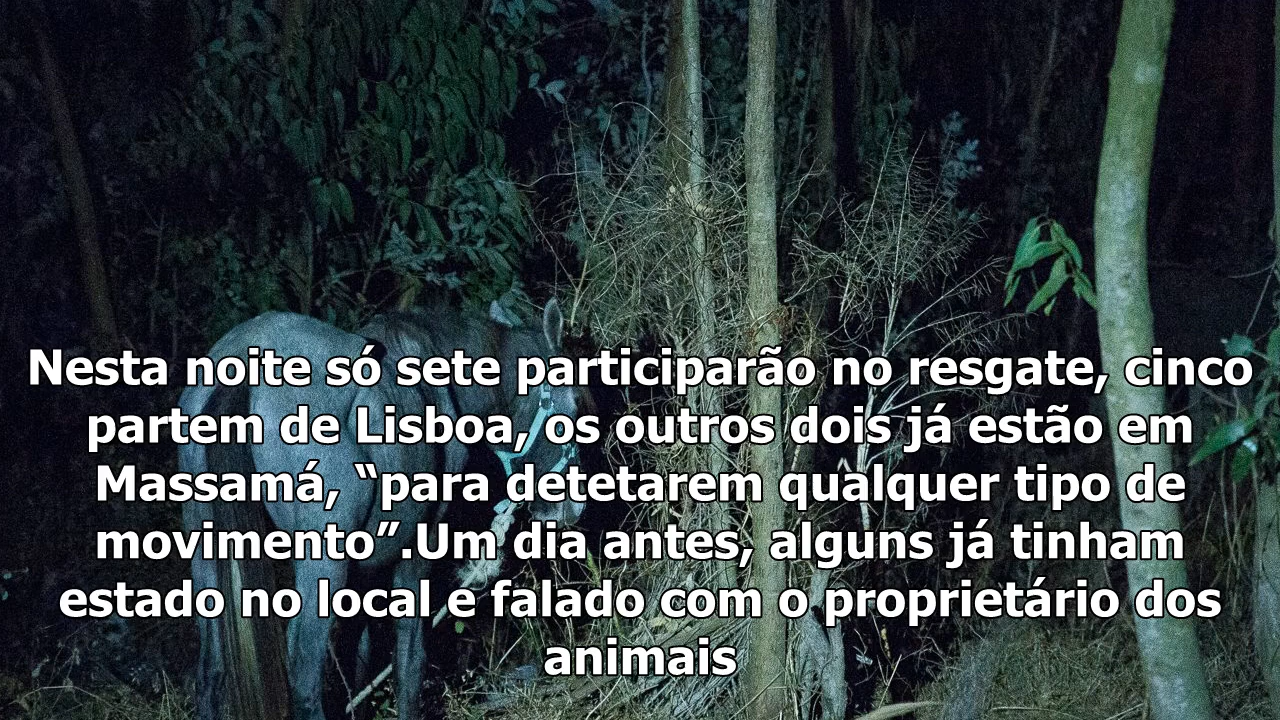 Nesta noite só sete participarão no resgate, cinco
partem de Lisboa, os outros dois já estão em
Massamá, “para detetarem qualquer tipo de
movimento”.Um dia antes, alguns já tinham
estado no local e falado com o proprietário dos
animais